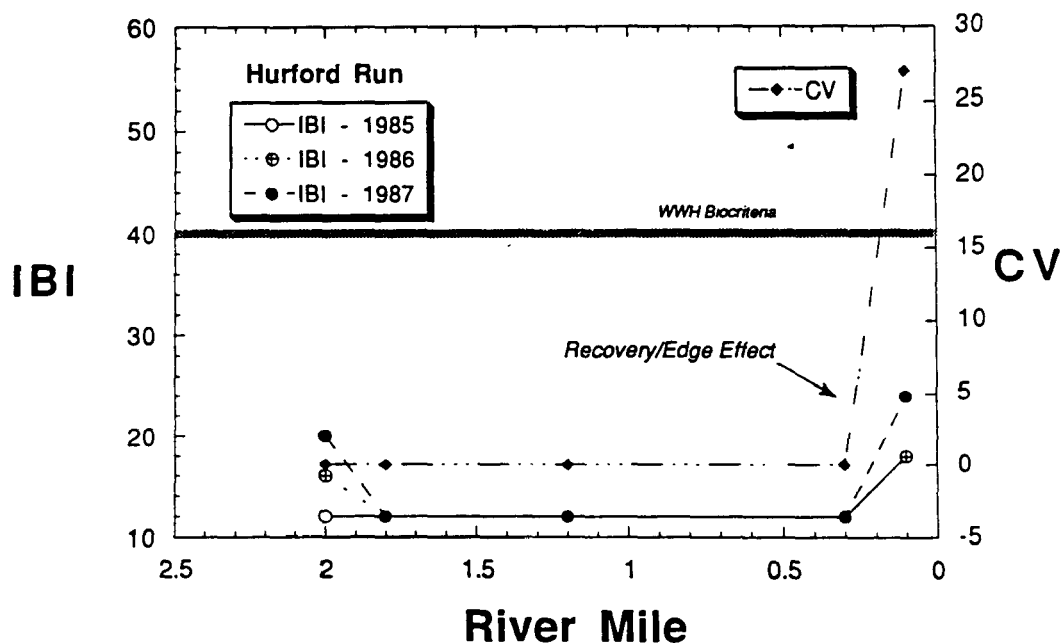 Hurford Run
IBI - 1985
IBI - 1986
IBI - 1987
CV
WWH Biocriteria
Recovery/Edge Effect
IBI
CV
60
50
40
30
20
10
30
25
20
15
10
5
0
-5
2.5
2
1.5
1
0.5
0
River Mile